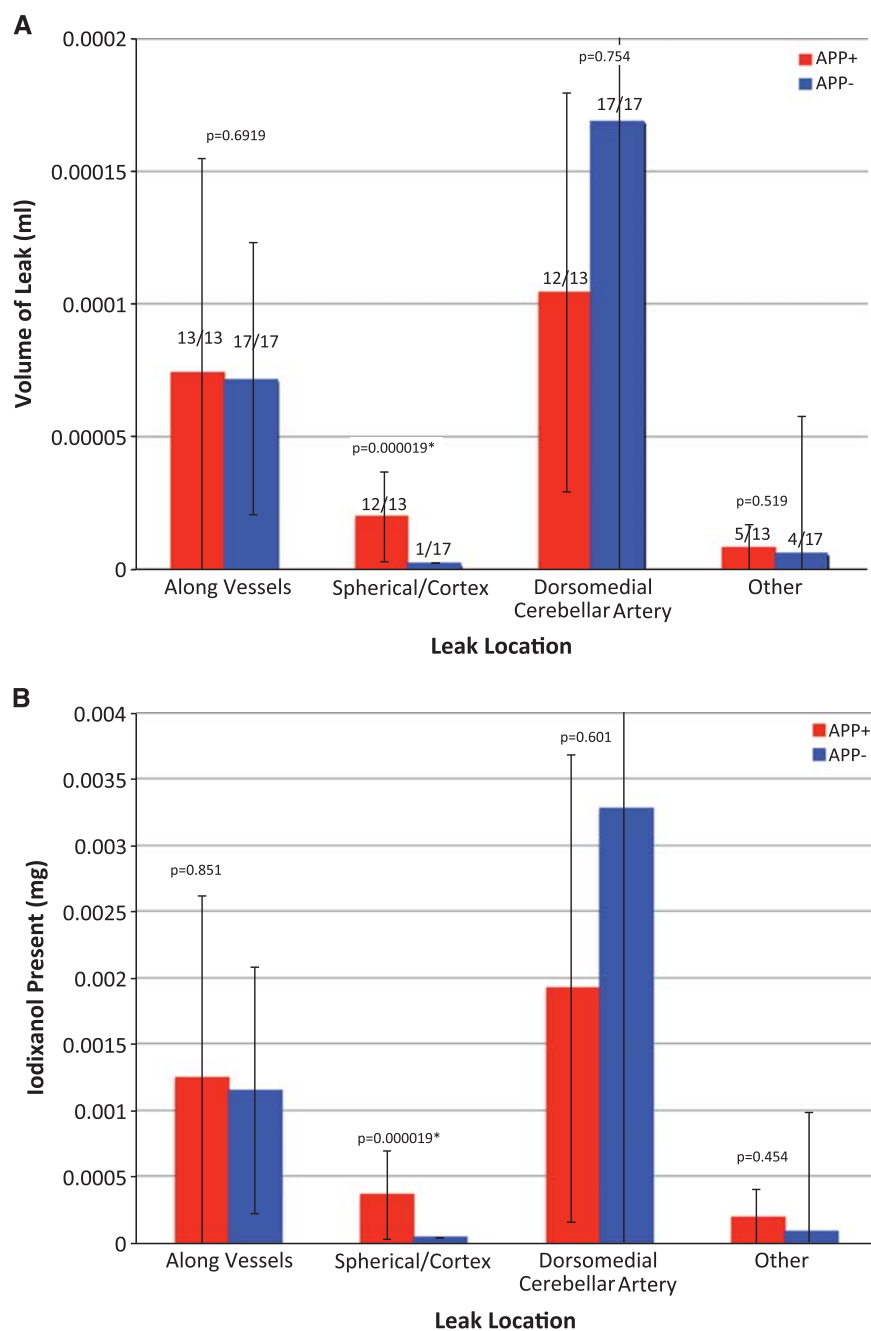 A
0.0002
p=0.754
APP+
APP-
17/17
p=0.6919
0.00015
Volume of Leak (ml)
12/13
0.0001
13/13
17/17
p=0.000019*
0.00005
12/13
p=0.519
1/17
5/13
4/17
0
Along Vessels
Spherical/Cortex
Dorsomedial
Cerebellar Artery
Other
Leak Location
B
0.004
p=0.601
APP+
APP-
0.0035
0.003
p=0.851
0.0025
Iodixanol Present (mg)
0.002
0.0015
0.001
p=0.000019*
p=0.454
0.0005
0
Along Vessels
Spherical/Cortex
Dorsomedial
Cerebellar Artery
Other
Leak Location